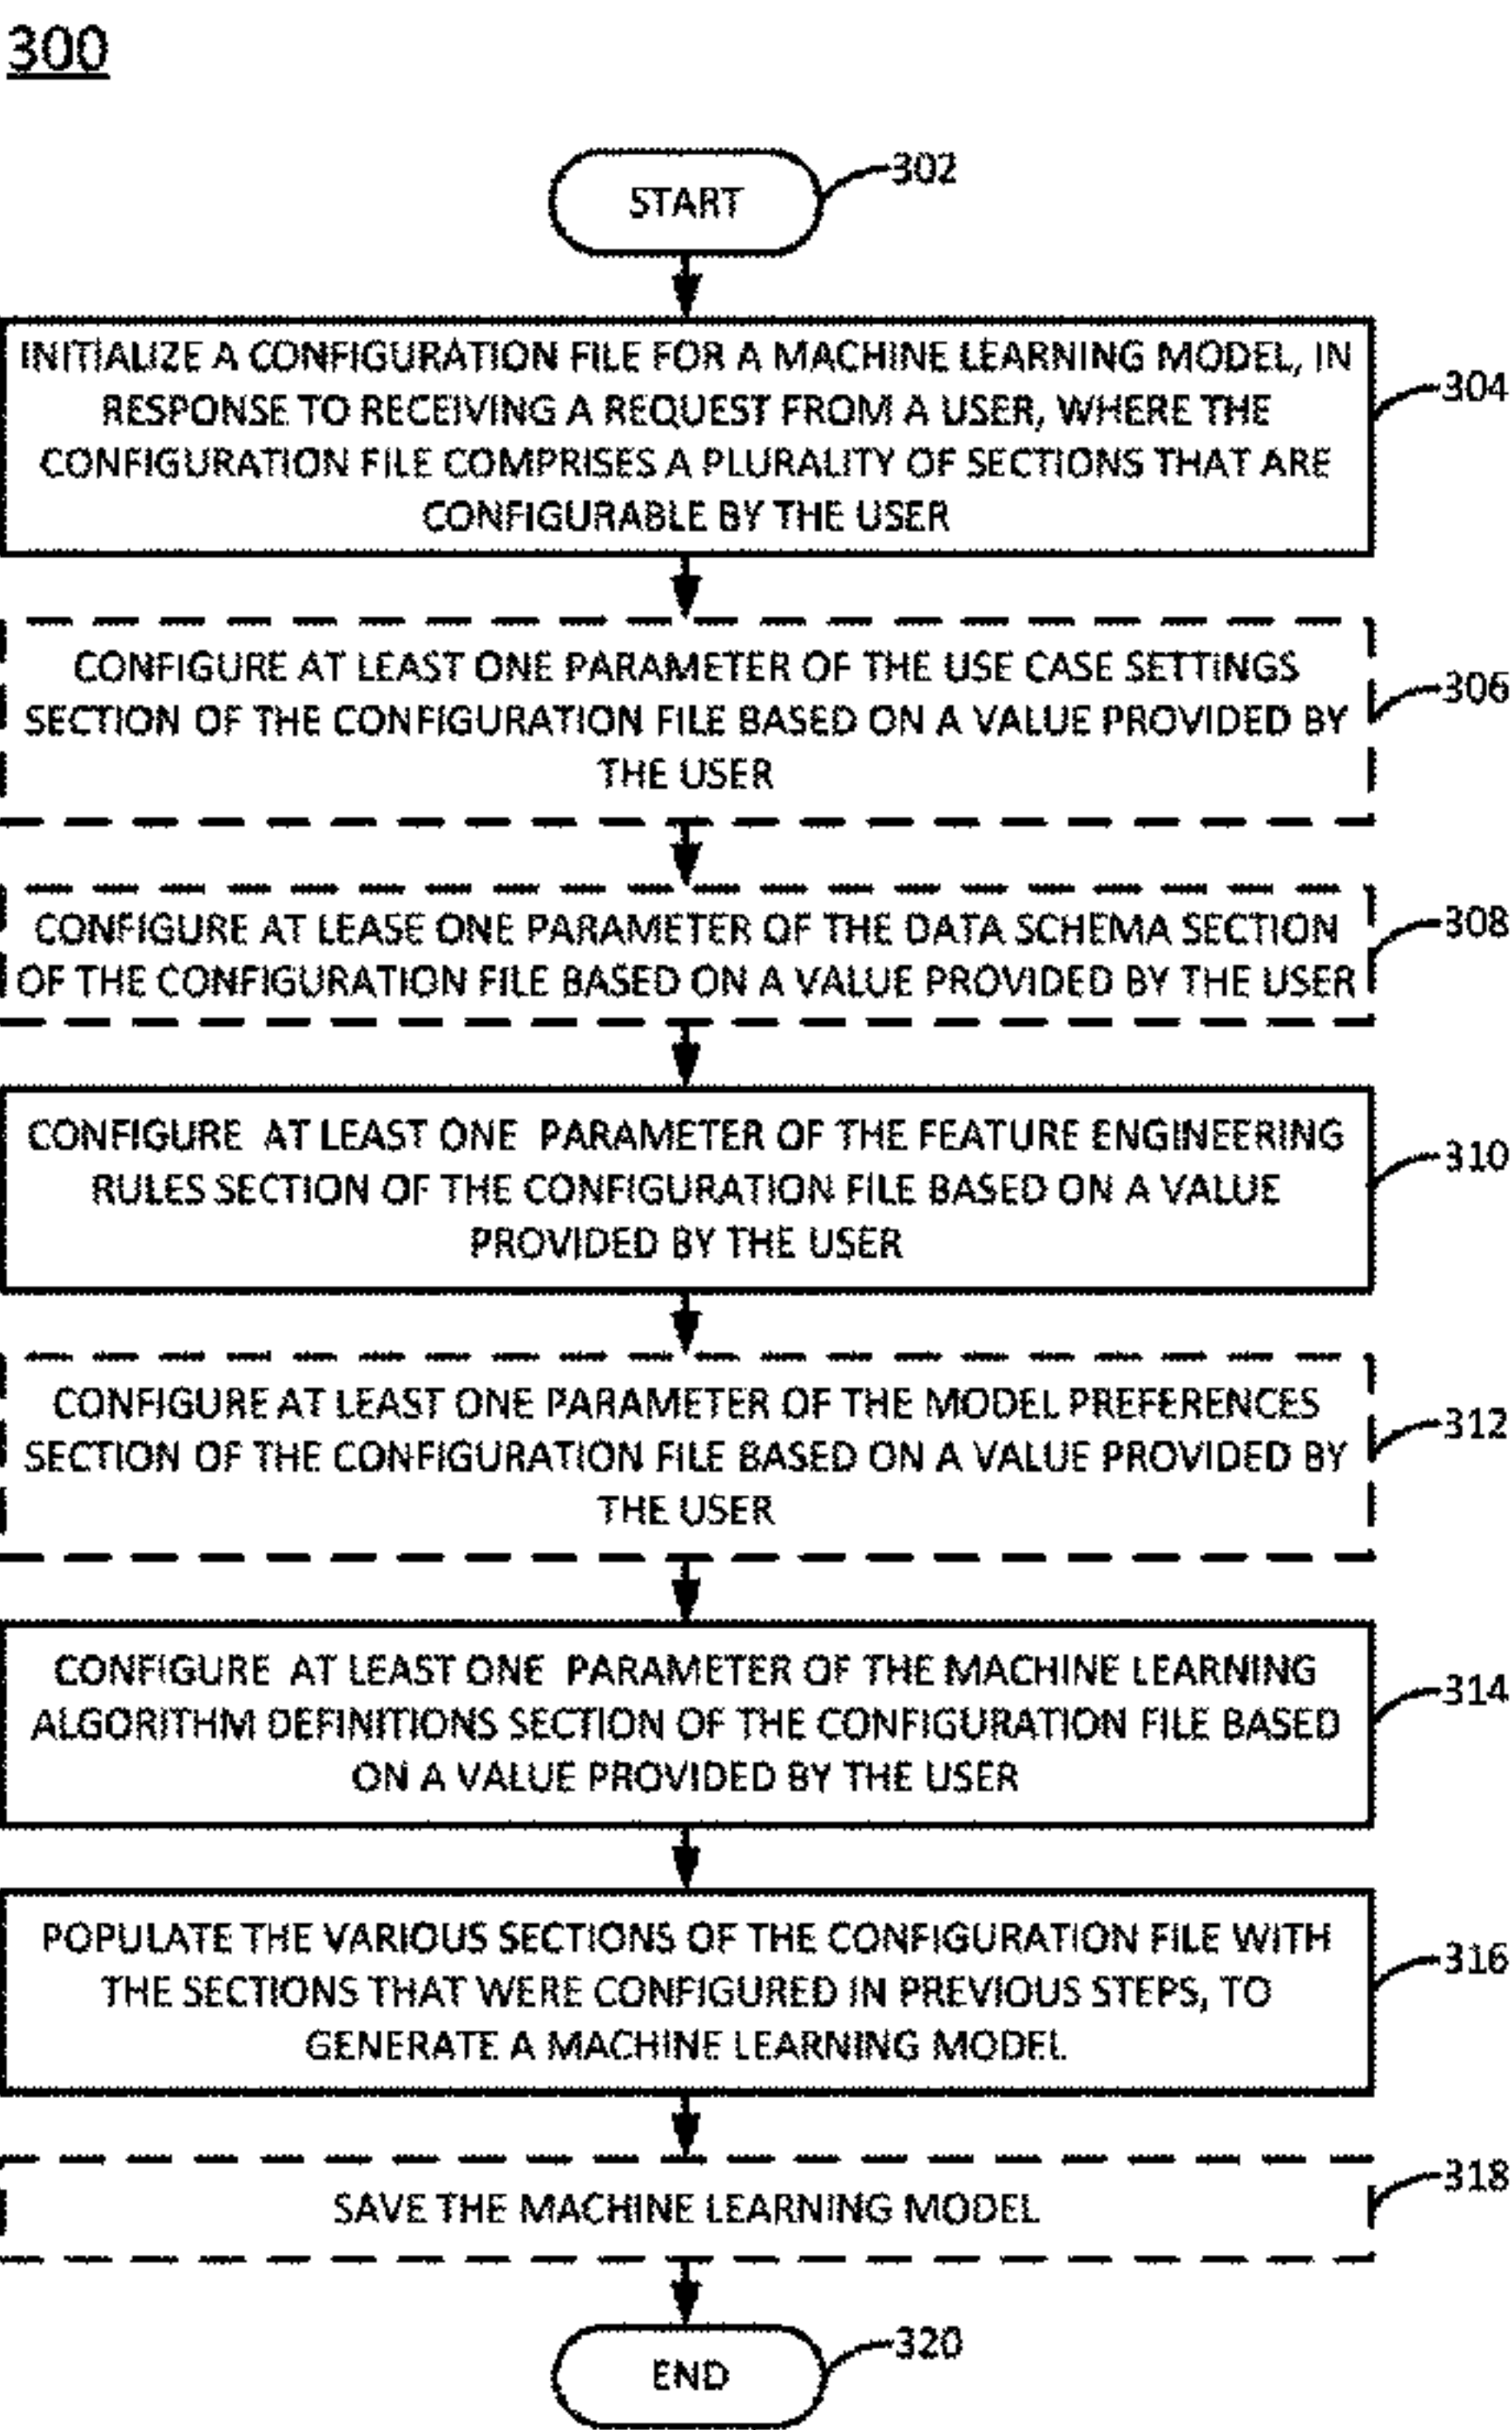 300
START
302
INITIALIZE A CONFIGURATION FILE FOR A MACHINE LEARNING MODEL, IN
RESPONSE TO RECEIVING A REQUEST FROM A USER, WHERE THE
CONFIGURATION FILE COMPRISES A PLURALITY OF SECTIONS THAT ARE
CONFIGURABLE BY THE USER
304
CONFIGURE AT LEAST ONE PARAMETER OF THE USE CASE SETTINGS
SECTION OF THE CONFIGURATION FILE BASED ON A VALUE PROVIDED BY
THE USER
306
CONFIGURE AT LEASE ONE PARAMETER OF THE DATA SCHEMA SECTION
OF THE CONFIGURATION FILE BASED ON A VALUE PROVIDED BY THE USER
308
CONFIGURE AT LEAST ONE PARAMETER OF THE FEATURE ENGINEERING
RULES SECTION OF THE CONFIGURATION FILE BASED ON A VALUE
PROVIDED BY THE USER
310
CONFIGURE AT LEAST ONE PARAMETER OF THE MODEL PREFERENCES
SECTION OF THE CONFIGURATION FILE BASED ON A VALUE PROVIDED BY
THE USER
312
CONFIGURE AT LEAST ONE PARAMETER OF THE MACHINE LEARNING
ALGORITHM DEFINITIONS SECTION OF THE CONFIGURATION FILE BASED
ON A VALUE PROVIDED BY THE USER
314
POPULATE THE VARIOUS SECTIONS OF THE CONFIGURATION FILE WITH
THE SECTIONS THAT WERE CONFIGURED IN PREVIOUS STEPS, TO
GENERATE A MACHINE LEARNING MODEL
316
SAVE THE MACHINE LEARNING MODEL
318
END
320